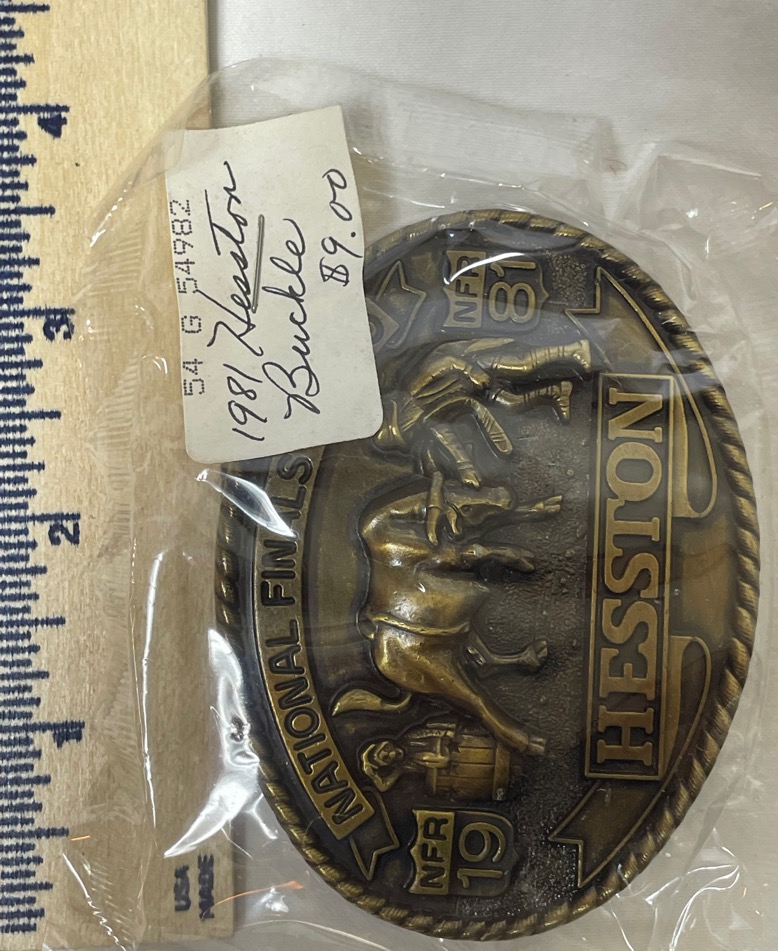 54 G 54982
1981 Hesston
Buckle
$9.00
NATIONAL FINALS
NFR
19
NFR
81
HESSTON
1
2
3
4
USA
MADE